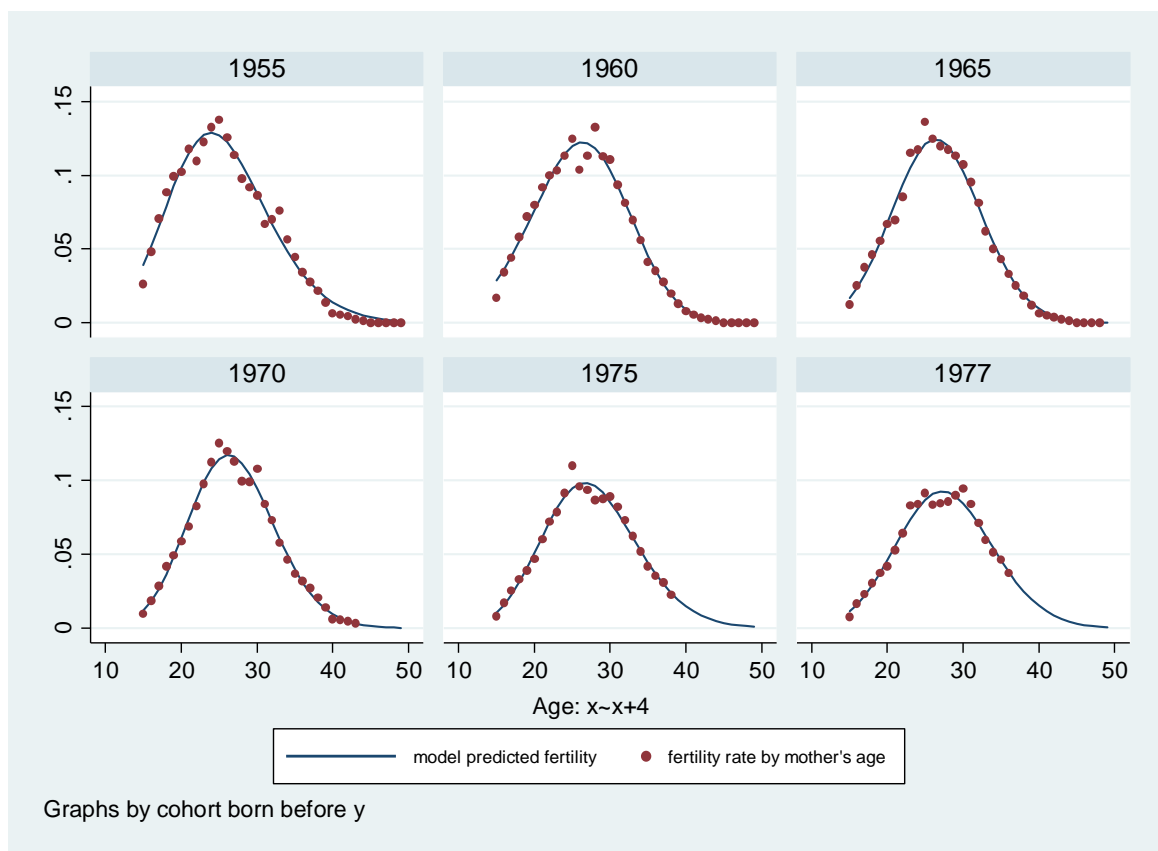 1955 1960 1965
.15
.1
.05
0
1970 1975 1977
.15
.1
.05
0
10 20 30 40 50 10 20 30 40 50 10 20 30 40 50
Age: x~x+4
model predicted fertility fertility rate by mother's age
Graphs by cohort born before y